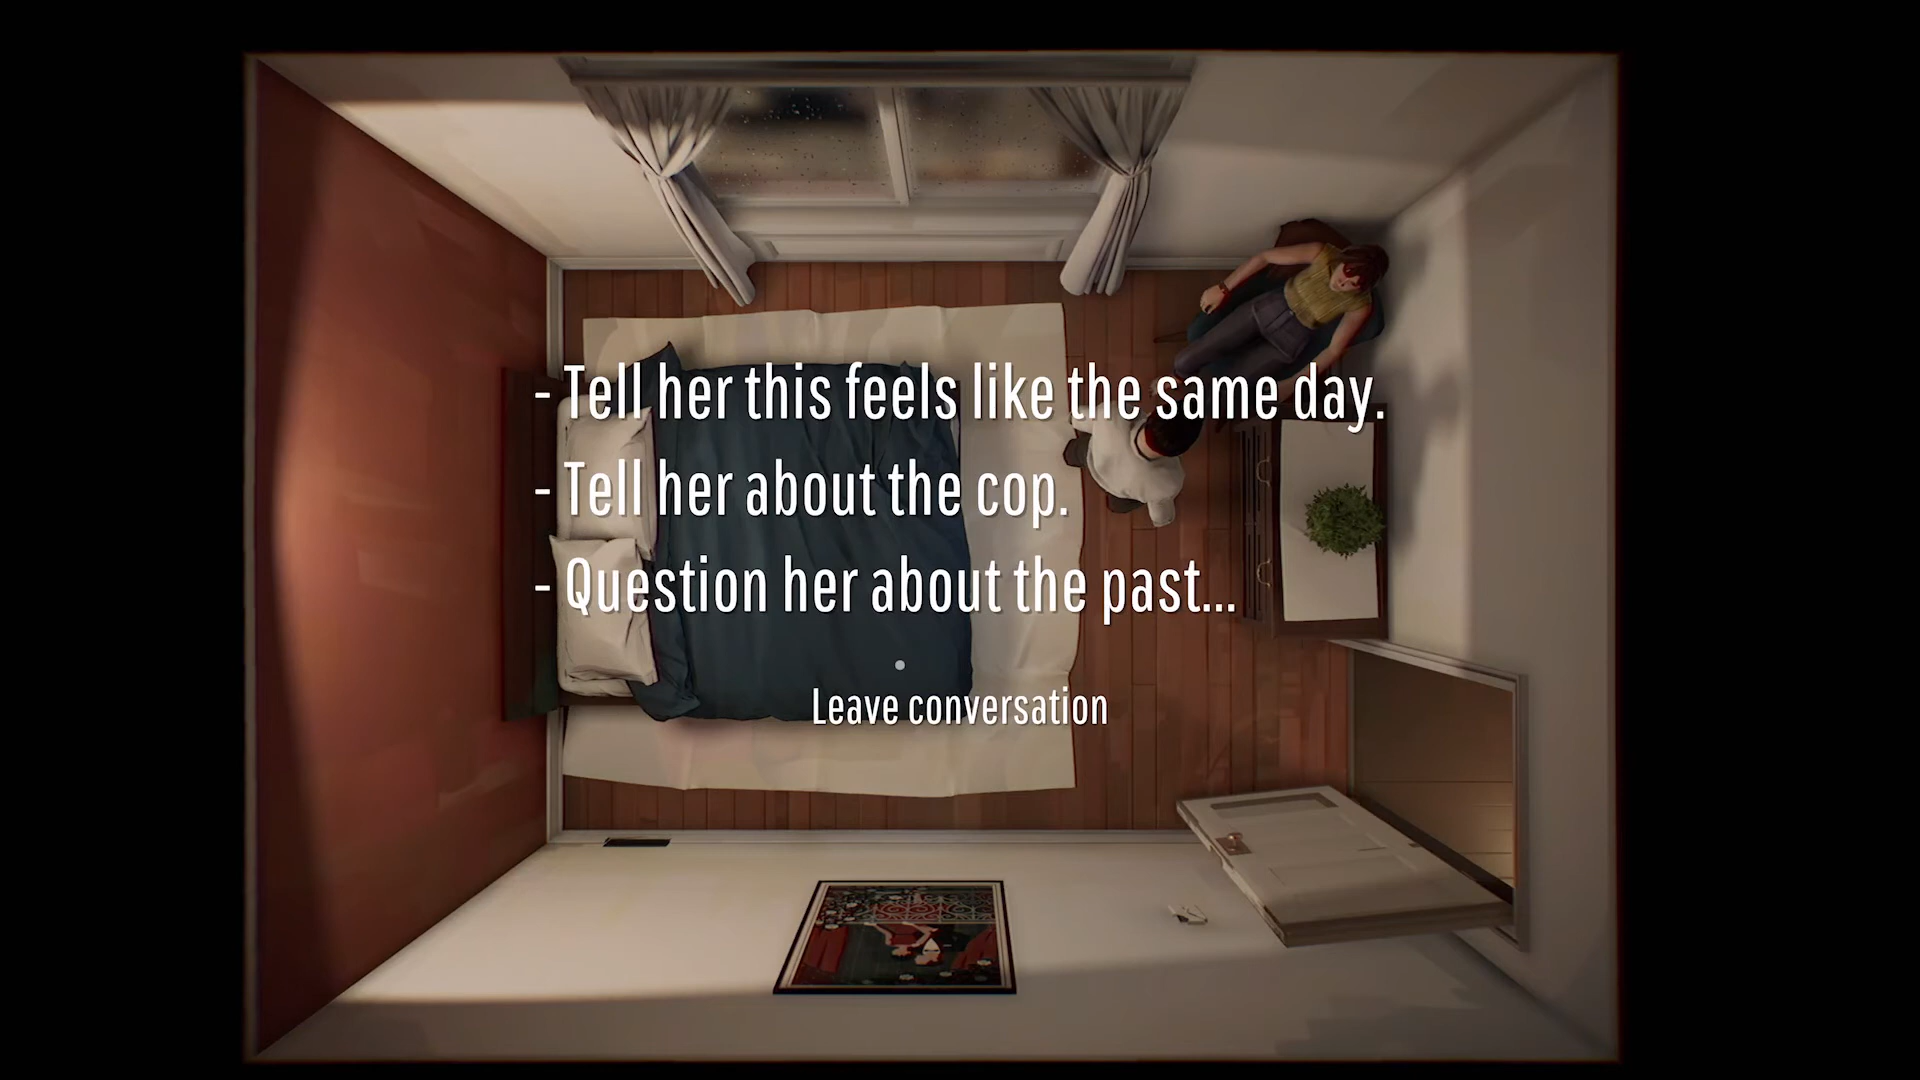 - Tell her this feels like the same day.
- Tell her about the cop.
- Question her about the past...
Leave conversation